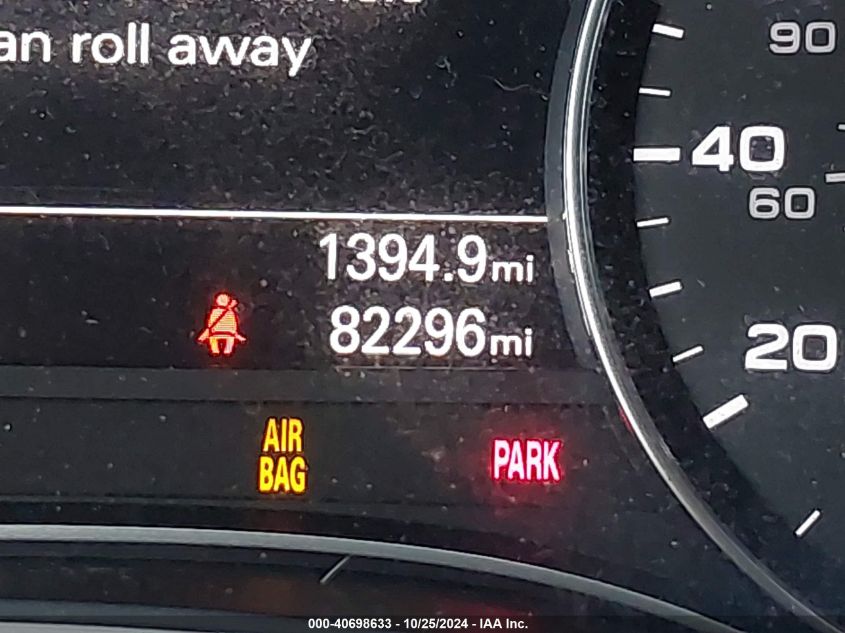 an roll away
90
40
60
1394.9mi
82296mi
20
AIR
BAG
PARK
000-40698633 - 10/25/2024 - IAA Inc.